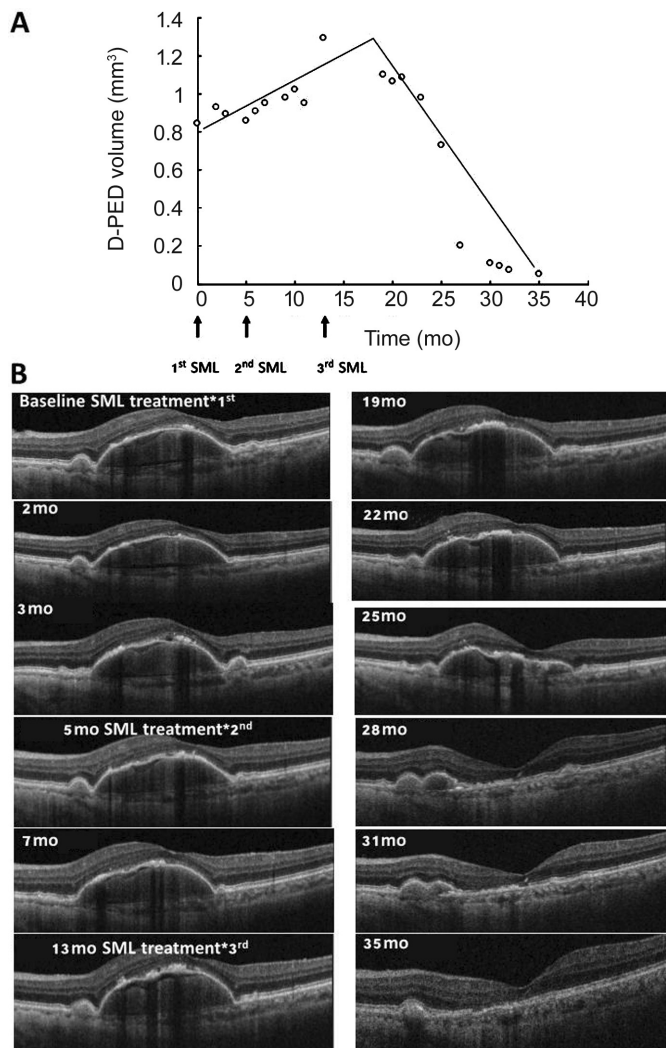 A
D-PED volume (mm³)
1.4
1.2
1
0.8
0.6
0.4
0.2
0
0 5 10 15 20 25 30 35 40
Time (mo)
1st SML 2nd SML 3rd SML
B
Baseline SML treatment*1st
2mo
3mo
5mo SML treatment*2nd
7mo
13mo SML treatment*3rd
19mo
22mo
25mo
28mo
31mo
35mo